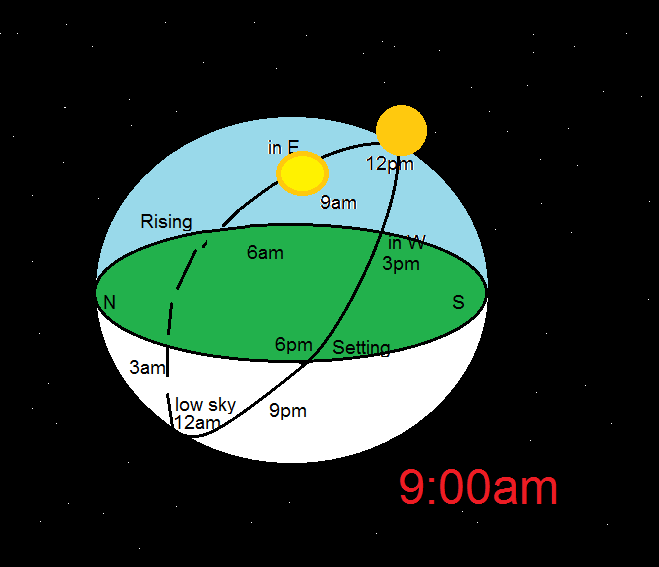 in E
12pm
9am
Rising
in W
6am
3pm
N
S
6pm
Setting
3am
low sky
12am
9pm
9:00am